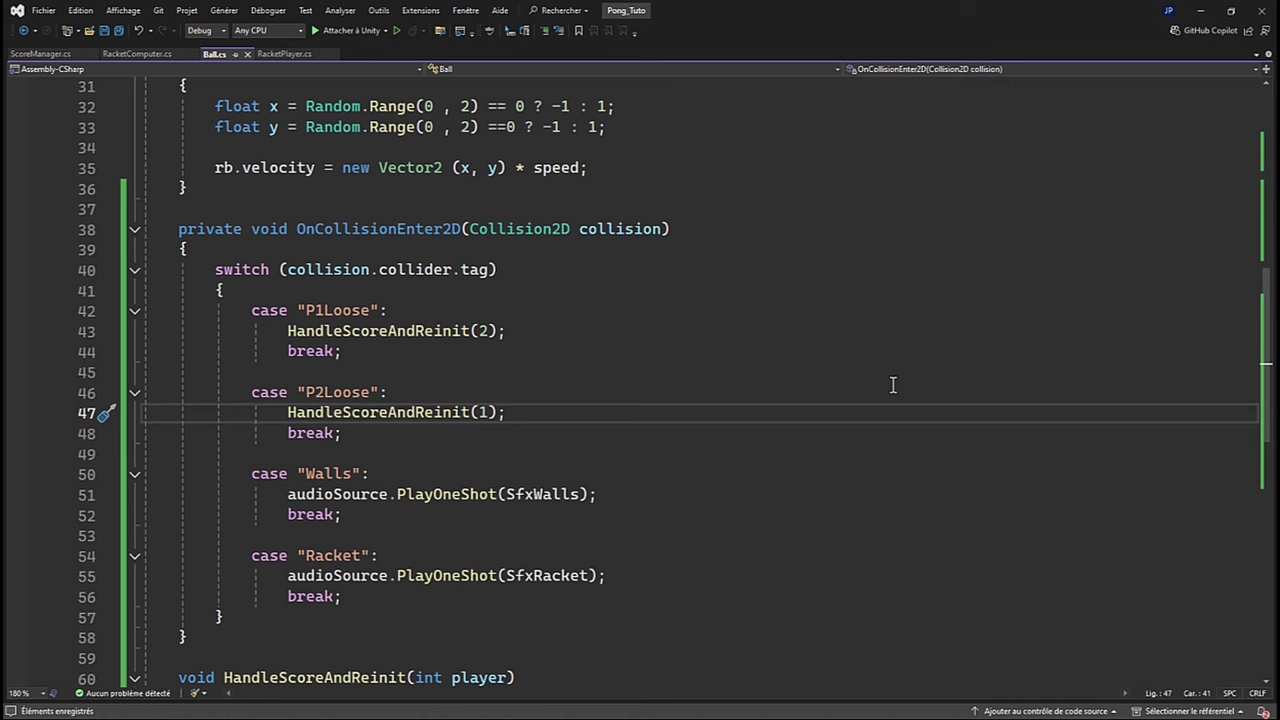 Fichier Edition Affichage Git Projet Générer Déboguer Test Analyser Outils Extensions Fenêtre Aide Rechercher Pong_Tuto JP
Debug Any CPU Attacher à Unity GitHub Copilot
ScoreManager.cs RacketComputer.cs Ball.cs RacketPlayer.cs
Assembly-CSharp Ball OnCollisionEnter2D(Collision2D collision)
31 {
32 float x = Random.Range(0 , 2) == 0 ? -1 : 1;
33 float y = Random.Range(0 , 2) ==0 ? -1 : 1;
34
35 rb.velocity = new Vector2 (x, y) * speed;
36 }
37
38 private void OnCollisionEnter2D(Collision2D collision)
39 {
40 switch (collision.collider.tag)
41 {
42 case "P1Loose":
43 HandleScoreAndReinit(2);
44 break;
45
46 case "P2Loose":
47 HandleScoreAndReinit(1);
48 break;
49
50 case "Walls":
51 audioSource.PlayOneShot(SfxWalls);
52 break;
53
54 case "Racket":
55 audioSource.PlayOneShot(SfxRacket);
56 break;
57 }
58 }
59
60 void HandleScoreAndReinit(int player)
180 % Aucun problème détecté Lig. : 47 Car. : 41 SPC CRLF
Éléments enregistrés Ajouter au contrôle de code source Sélectionner le référentiel